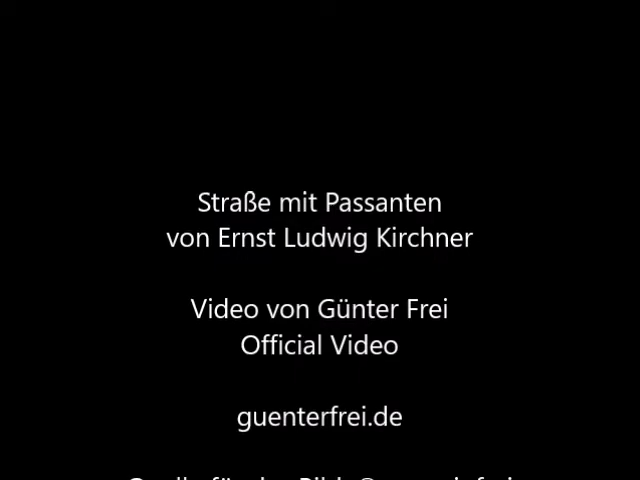 Straße mit Passanten
von Ernst Ludwig Kirchner
Video von Günter Frei
Official Video
guenterfrei.de